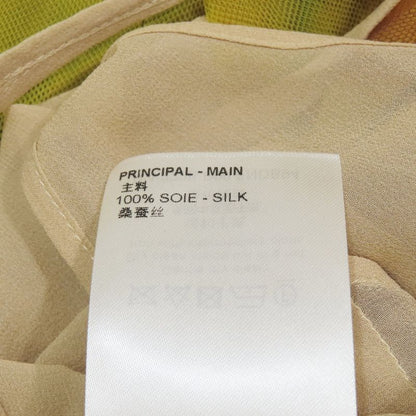 PRINCIPAL - MAIN
主料
100% SOIE - SILK
桑蚕丝